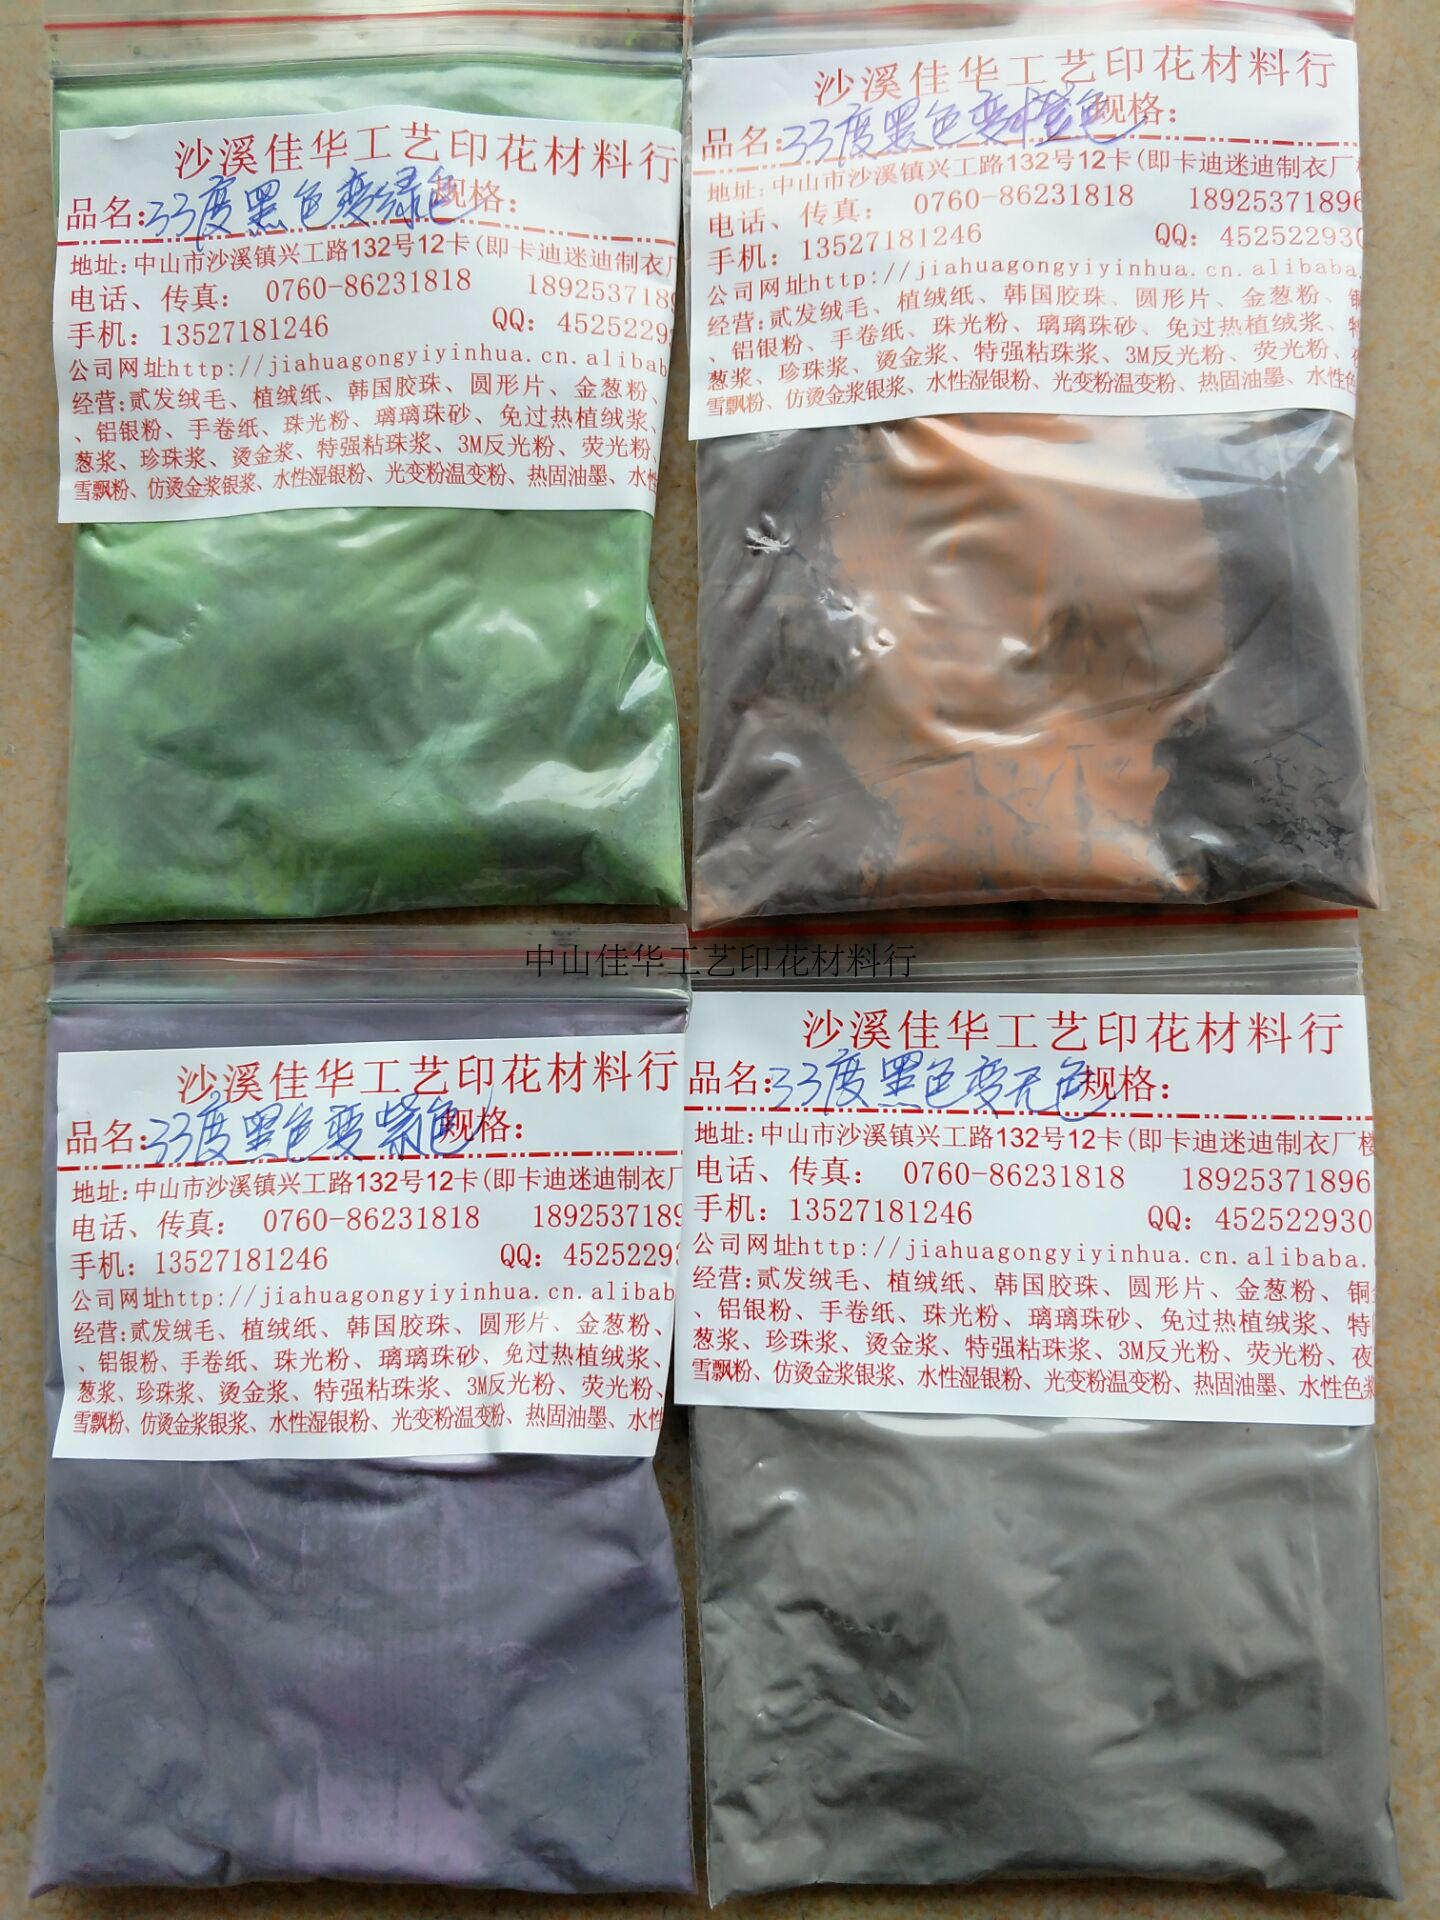 沙溪佳华工艺印花材料行
品名:33度黑色变绿色规格:
地址:中山市沙溪镇兴工路132号12卡(即卡迪迷迪制衣厂
电话、传真: 0760-86231818 1892537189
手机: 13527181246 QQ: 4525229
公司网址http://jiahuagongyiyinhua.cn.alibab
经营:贰发绒毛、植绒纸、韩国胶珠、圆形片、金葱粉、
、铝银粉、手卷纸、珠光粉、璃璃珠砂、免过热植绒浆、
葱浆、珍珠浆、烫金浆、特强粘珠浆、3M反光粉、荧光粉、
雪飘粉、仿烫金浆银浆、水性湿银粉、光变粉温变粉、热固油墨、水性
沙溪佳华工艺印花材料行
品名:33度黑色变橙色规格:
地址:中山市沙溪镇兴工路132号12卡(即卡迪迷迪制衣厂
电话、传真: 0760-86231818 18925371896
手机: 13527181246 QQ: 452522930
公司网址http://jiahuagongyiyinhua.cn.alibaba.
经营:贰发绒毛、植绒纸、韩国胶珠、圆形片、金葱粉、铜
、铝银粉、手卷纸、珠光粉、璃璃珠砂、免过热植绒浆、特
葱浆、珍珠浆、烫金浆、特强粘珠浆、3M反光粉、荧光粉、夜
雪飘粉、仿烫金浆银浆、水性湿银粉、光变粉温变粉、热固油墨、水性色
中山佳华工艺印花材料行
沙溪佳华工艺印花材料行
品名:33度黑色变紫色规格:
地址:中山市沙溪镇兴工路132号12卡(即卡迪迷迪制衣厂
电话、传真: 0760-86231818 1892537189
手机: 13527181246 QQ: 4525229
公司网址http://jiahuagongyiyinhua.cn.alibab
经营:贰发绒毛、植绒纸、韩国胶珠、圆形片、金葱粉、
、铝银粉、手卷纸、珠光粉、璃璃珠砂、免过热植绒浆、
葱浆、珍珠浆、烫金浆、特强粘珠浆、3M反光粉、荧光粉、
雪飘粉、仿烫金浆银浆、水性湿银粉、光变粉温变粉、热固油墨、水性
沙溪佳华工艺印花材料行
品名:33度黑色变无色规格:
地址:中山市沙溪镇兴工路132号12卡(即卡迪迷迪制衣厂楼
电话、传真: 0760-86231818 18925371896
手机: 13527181246 QQ: 452522930
公司网址http://jiahuagongyiyinhua.cn.alibaba.
经营:贰发绒毛、植绒纸、韩国胶珠、圆形片、金葱粉、铜
、铝银粉、手卷纸、珠光粉、璃璃珠砂、免过热植绒浆、特
葱浆、珍珠浆、烫金浆、特强粘珠浆、3M反光粉、荧光粉、夜
雪飘粉、仿烫金浆银浆、水性湿银粉、光变粉温变粉、热固油墨、水性色浆